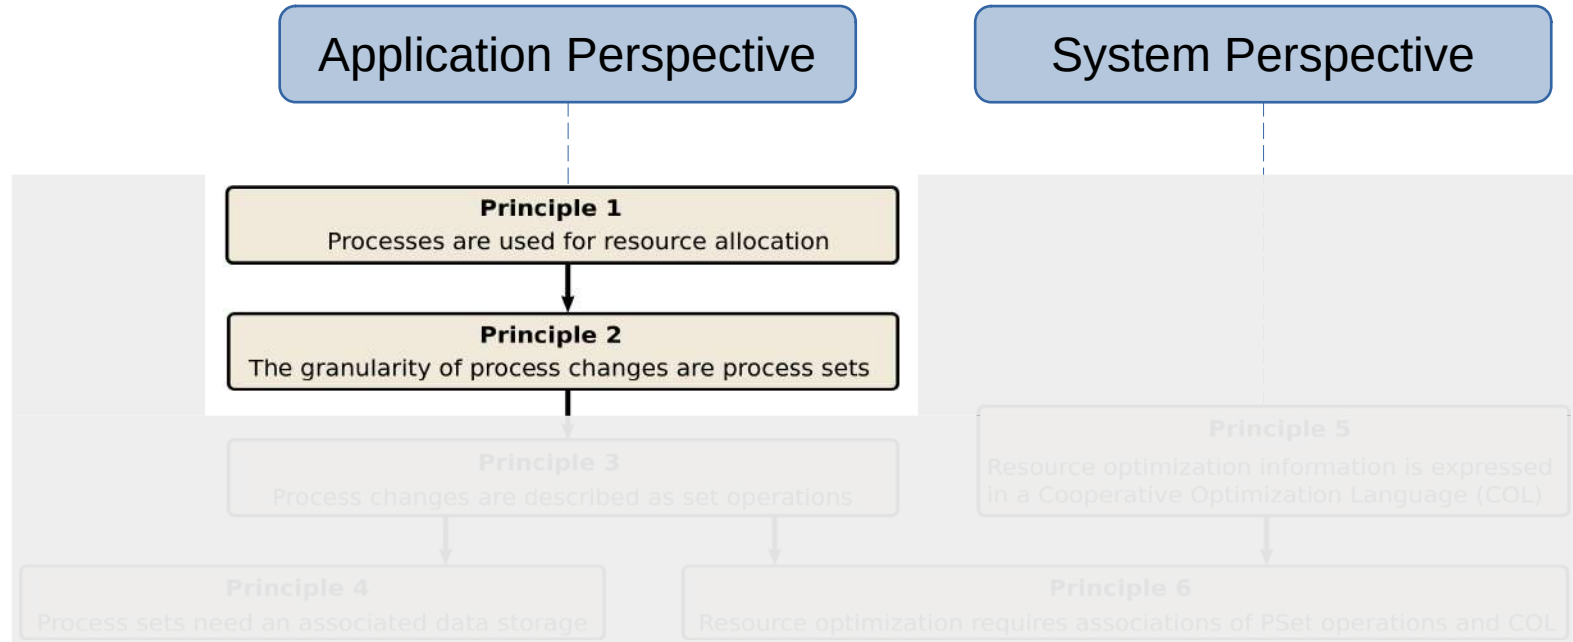 Application Perspective
System Perspective
Principle 1
Processes are used for resource allocation
Principle 2
The granularity of process changes are process sets
Principle 3
Process changes are described as set operations
Principle 5
Resource optimization information is expressed
in a Cooperative Optimization Language (COL)
Principle 4
Process sets need an associated data storage
Principle 6
Resource optimization requires associations of PSet operations and COL